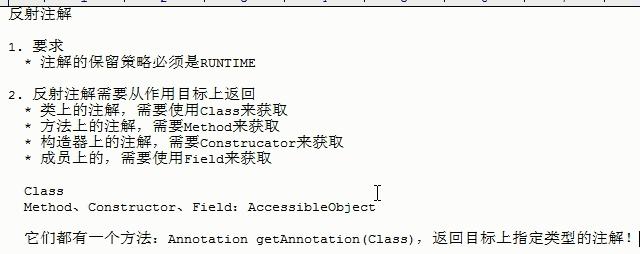 反射注解
1. 要求
* 注解的保留策略必须是RUNTIME
2. 反射注解需要从作用目标上返回
* 类上的注解，需要使用Class来获取
* 方法上的注解，需要Method来获取
* 构造器上的注解，需要Construcator来获取
* 成员上的，需要使用Field来获取
Class
Method、Constructor、Field：AccessibleObject
它们都有一个方法：Annotation getAnnotation(Class)，返回目标上指定类型的注解！